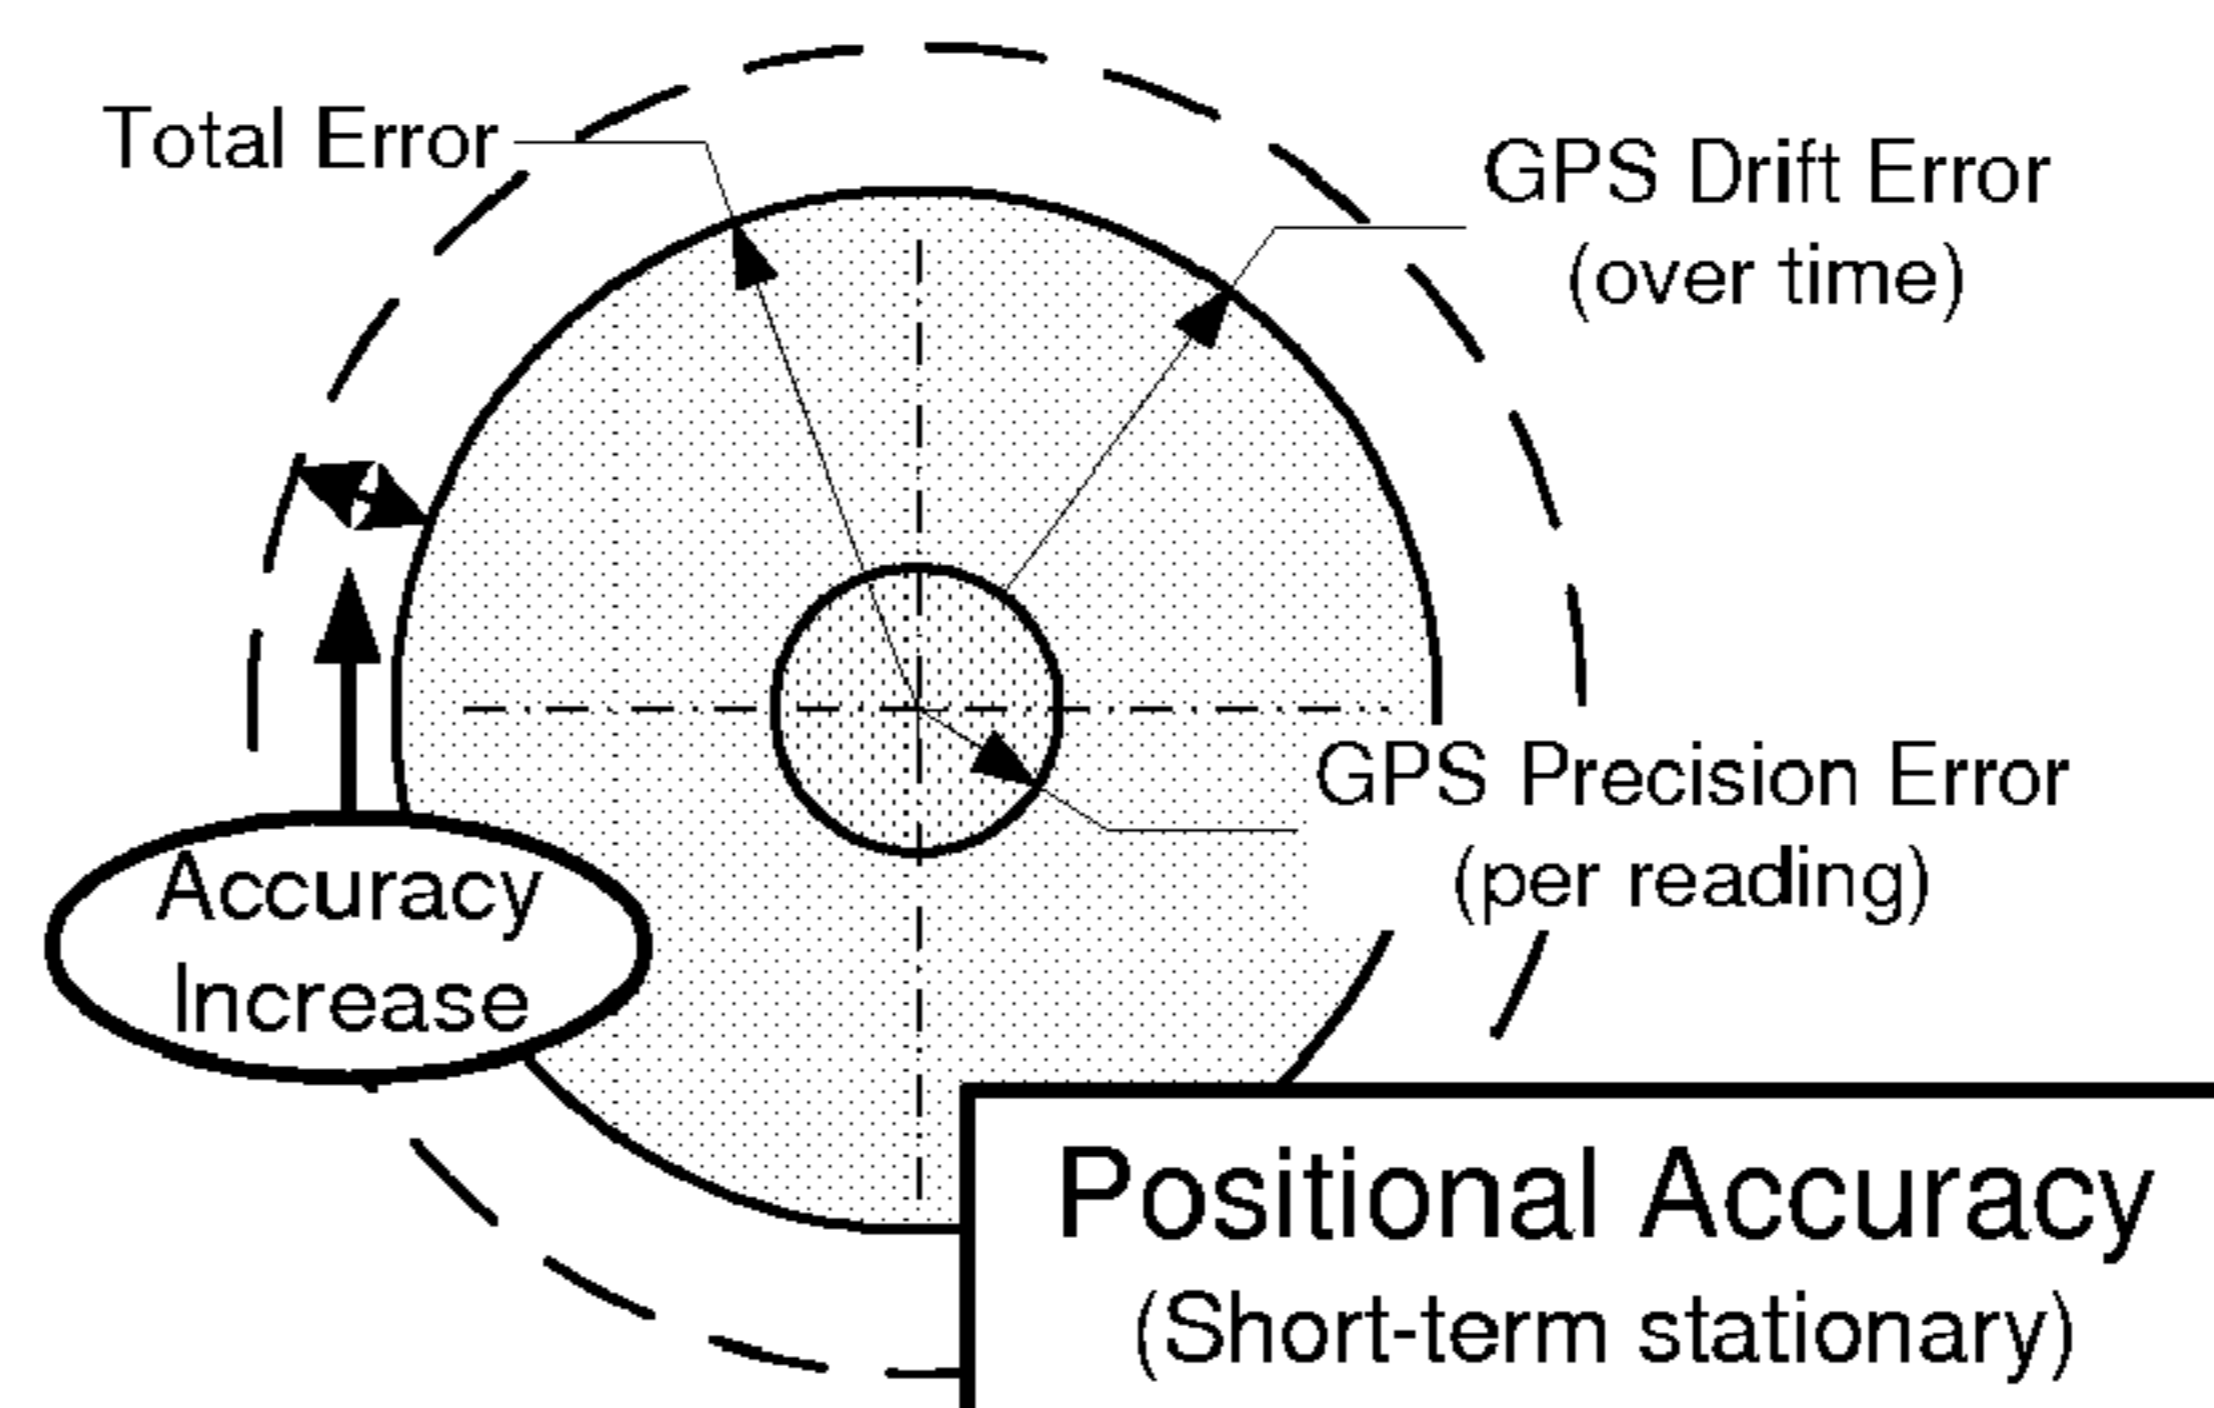 Total Error
GPS Drift Error
(over time)
GPS Precision Error
(per reading)
Accuracy
Increase
Positional Accuracy
(Short-term stationary)